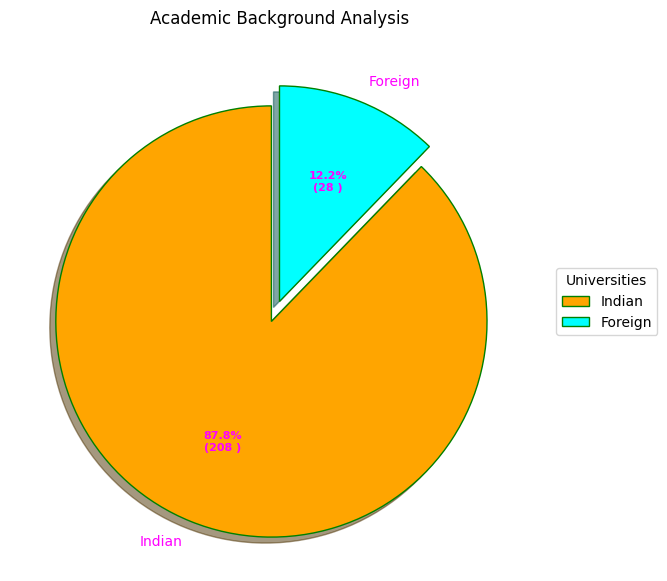 Academic Background Analysis
Foreign
12.2%
(28 )
Universities
Indian
Foreign
87.8%
(208 )
Indian